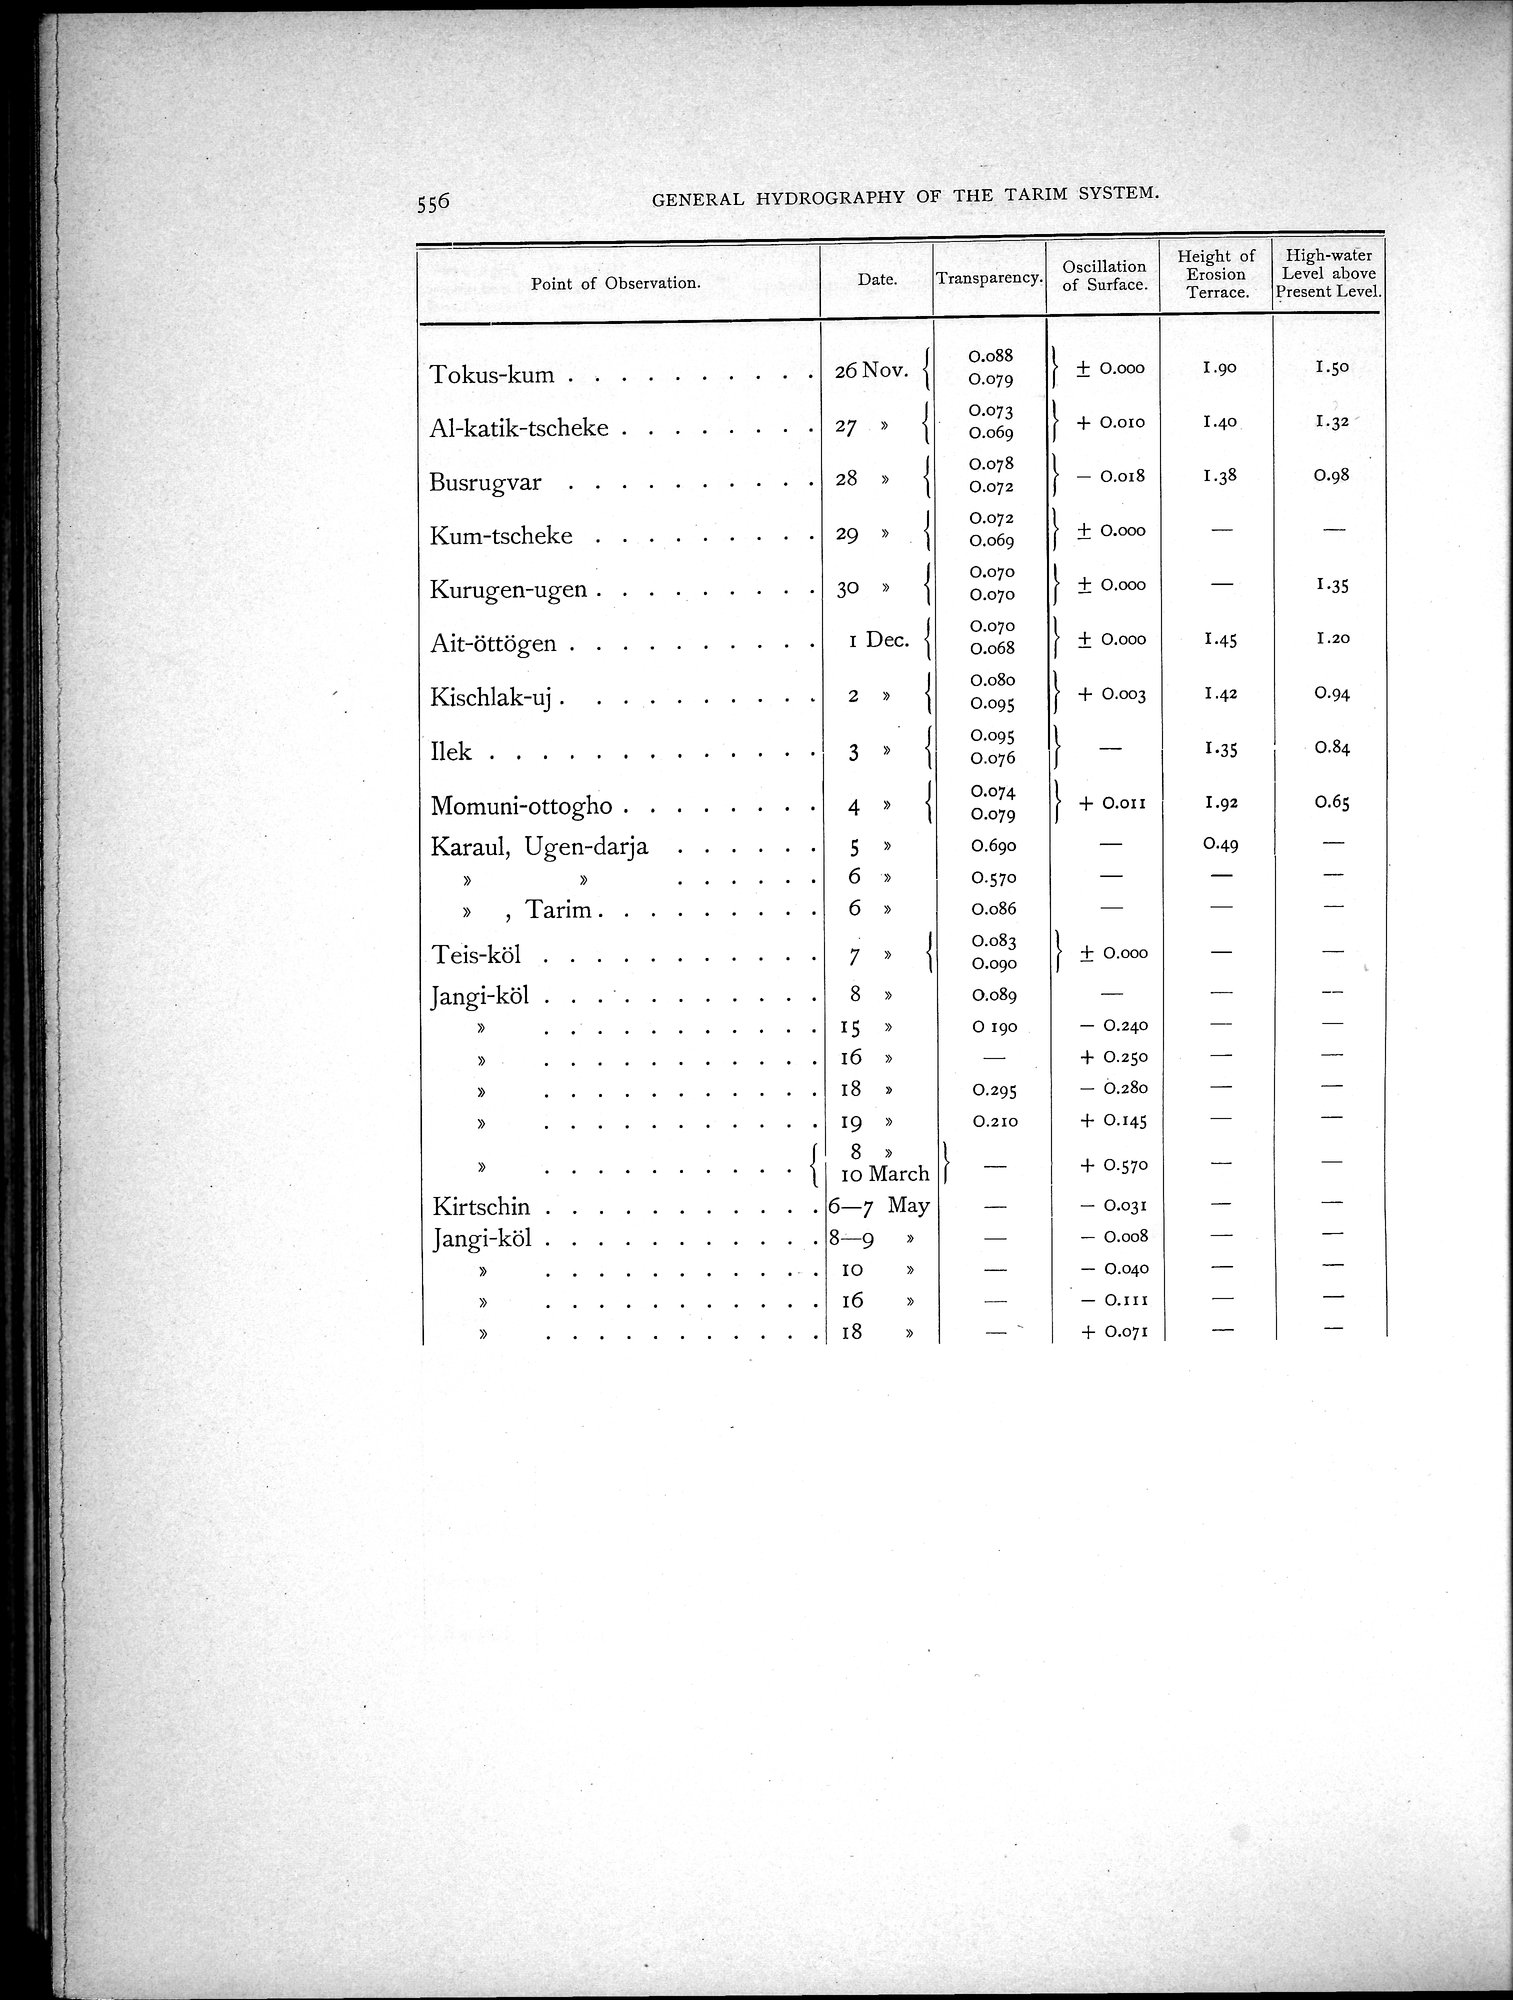 556 GENERAL HYDROGRAPHY OF THE TARIM SYSTEM.
Point of Observation. Date. Transparency. Oscillation of Surface. Height of Erosion Terrace. High-water Level above Present Level.
Tokus-kum . . . . . . . . . . 26 Nov. { 0.088 0.079 } ± 0.000 1.90 1.50
Al-katik-tscheke . . . . . . . . 27 » { 0.073 0.069 } + 0.010 1.40 1.32
Busrugvar . . . . . . . . . . 28 » { 0.078 0.072 } — 0.018 1.38 0.98
Kum-tscheke . . . . . . . . . 29 » { 0.072 0.069 } ± 0.000 — —
Kurugen-ugen . . . . . . . . . 30 » { 0.070 0.070 } ± 0.000 — 1.35
Ait-öttögen . . . . . . . . . . 1 Dec. { 0.070 0.068 } ± 0.000 1.45 1.20
Kischlak-uj . . . . . . . . . . 2 » { 0.080 0.095 } + 0.003 1.42 0.94
Ilek . . . . . . . . . . . . . 3 » { 0.095 0.076 } — 1.35 0.84
Momuni-ottogho . . . . . . . . 4 » { 0.074 0.079 } + 0.011 1.92 0.65
Karaul, Ugen-darja . . . . . . 5 » 0.690 — 0.49 —
» » . . . . . . 6 » 0.570 — — —
» , Tarim . . . . . . . . . 6 » 0.086 — — —
Teis-köl . . . . . . . . . . . 7 » { 0.083 0.090 } ± 0.000 — —
Jangi-köl . . . . . . . . . . . 8 » 0.089 — — —
» . . . . . . . . . . . 15 » 0 190 — 0.240 — —
» . . . . . . . . . . . 16 » — + 0.250 — —
» . . . . . . . . . . . 18 » 0.295 — 0.280 — —
» . . . . . . . . . . . 19 » 0.210 + 0.145 — —
» . . . . . . . . . . { 8 » 10 March } — + 0.570 — —
Kirtschin . . . . . . . . . . . 6—7 May — — 0.031 — —
Jangi-köl . . . . . . . . . . . 8—9 » — — 0.008 — —
» . . . . . . . . . . . 10 » — — 0.040 — —
» . . . . . . . . . . . 16 » — — 0.111 — —
» . . . . . . . . . . . 18 » — + 0.071 — —